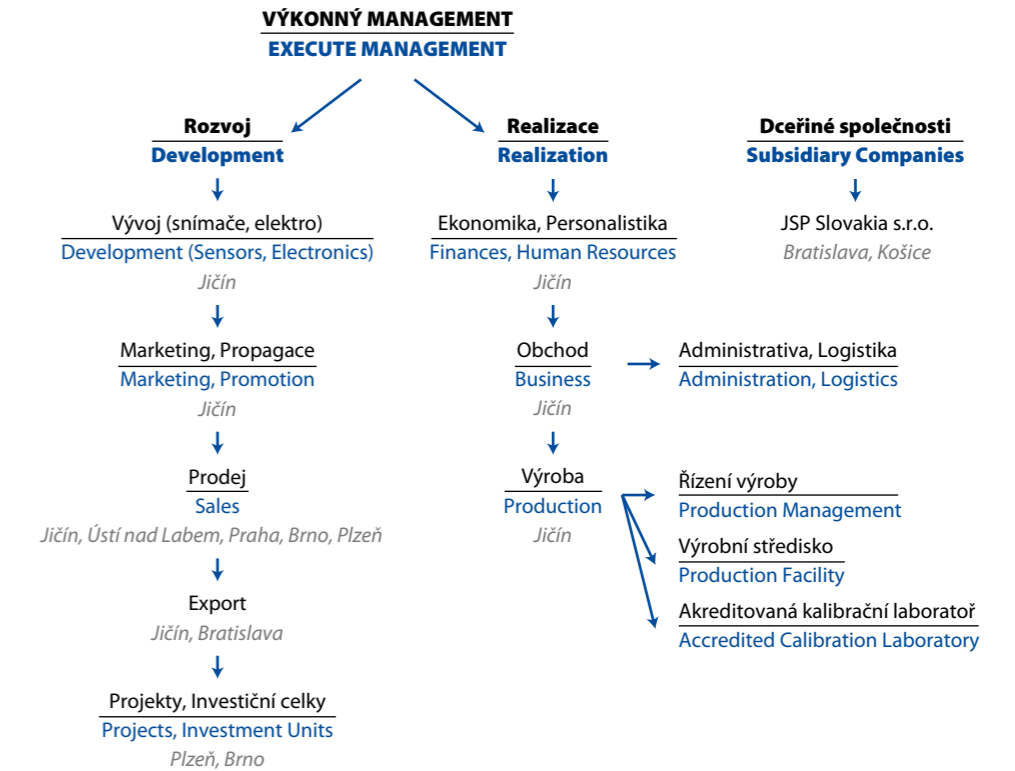 VÝKONNÝ MANAGEMENT
EXECUTE MANAGEMENT
Rozvoj
Development
Vývoj (snímače, elektro)
Development (Sensors, Electronics)
Jičín
Marketing, Propagace
Marketing, Promotion
Jičín
Prodej
Sales
Jičín, Ústí nad Labem, Praha, Brno, Plzeň
Export
Jičín, Bratislava
Projekty, Investiční celky
Projects, Investment Units
Plzeň, Brno
Realizace
Realization
Ekonomika, Personalistika
Finances, Human Resources
Jičín
Obchod
Business
Jičín
Administrativa, Logistika
Administration, Logistics
Výroba
Production
Jičín
Řízení výroby
Production Management
Výrobní středisko
Production Facility
Akreditovaná kalibrační laboratoř
Accredited Calibration Laboratory
Dceřiné společnosti
Subsidiary Companies
JSP Slovakia s.r.o.
Bratislava, Košice